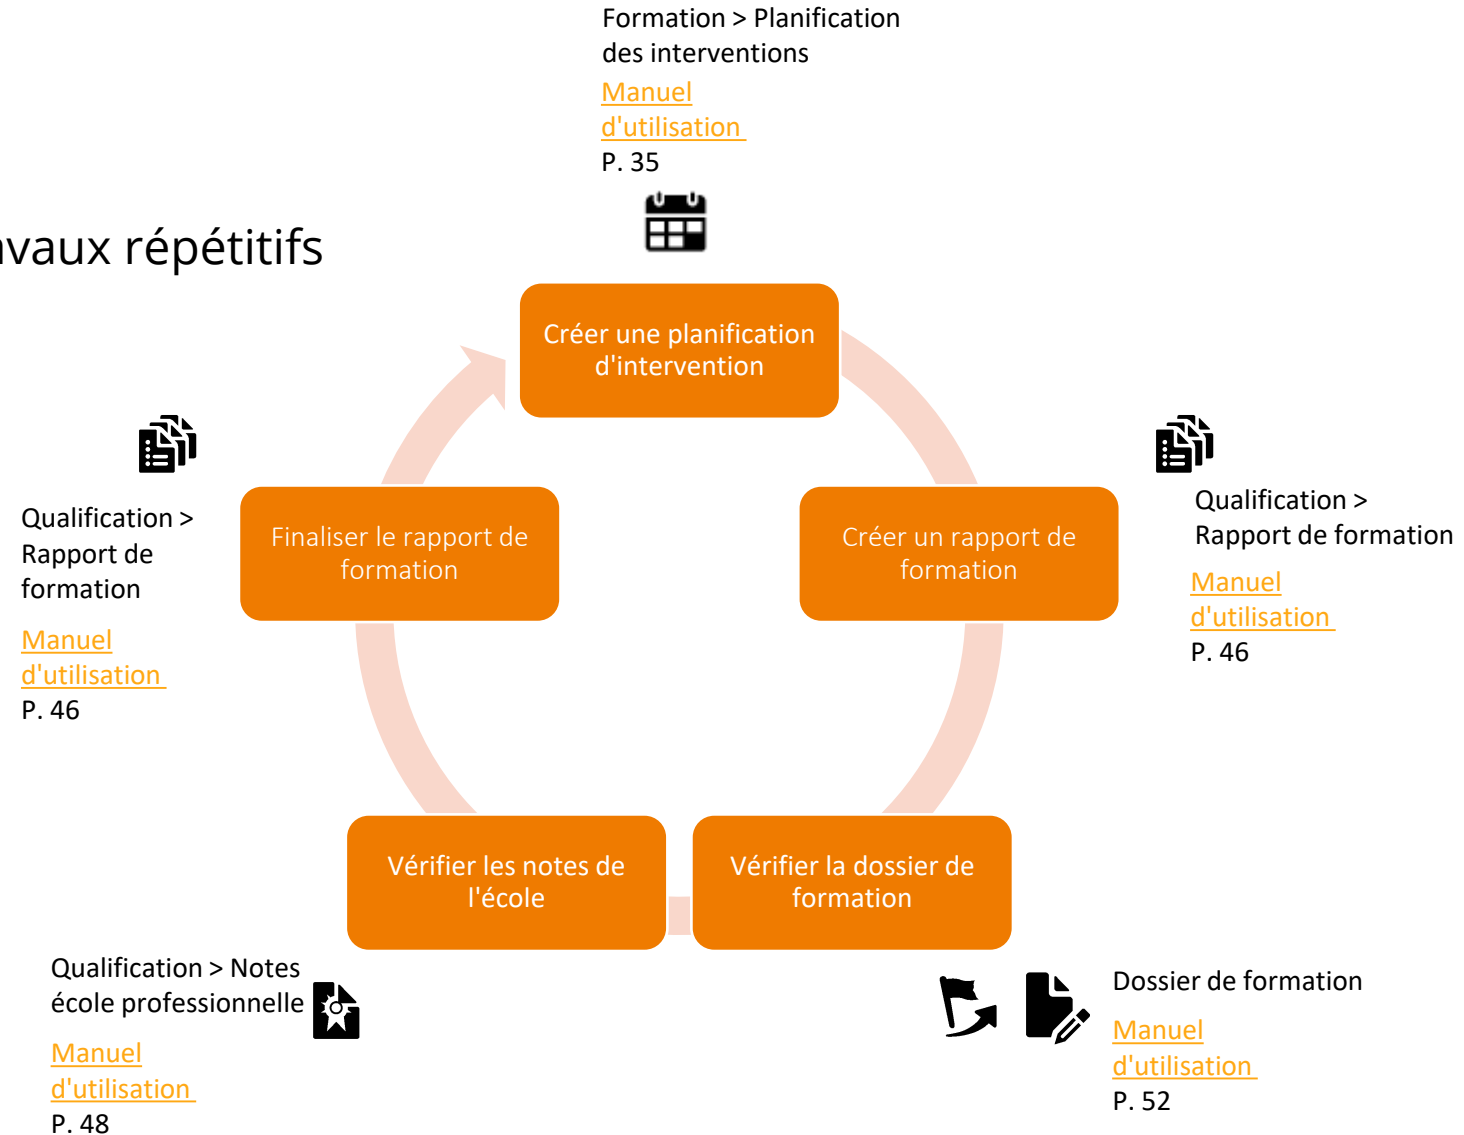 Formation > Planification
des interventions
Manuel
d'utilisation
P. 35
répétitifs
Créer une planification
d'intervention
Qualification >
Rapport de formation
Manuel
d'utilisation
P. 46
Créer un rapport de
formation
Qualification >
Rapport de
formation
Manuel
d'utilisation
P. 46
Finaliser le rapport de
formation
Vérifier les notes de
l'école
Vérifier la dossier de
formation
Qualification > Notes
école professionnelle
Manuel
d'utilisation
P. 48
Dossier de formation
Manuel
d'utilisation
P. 52